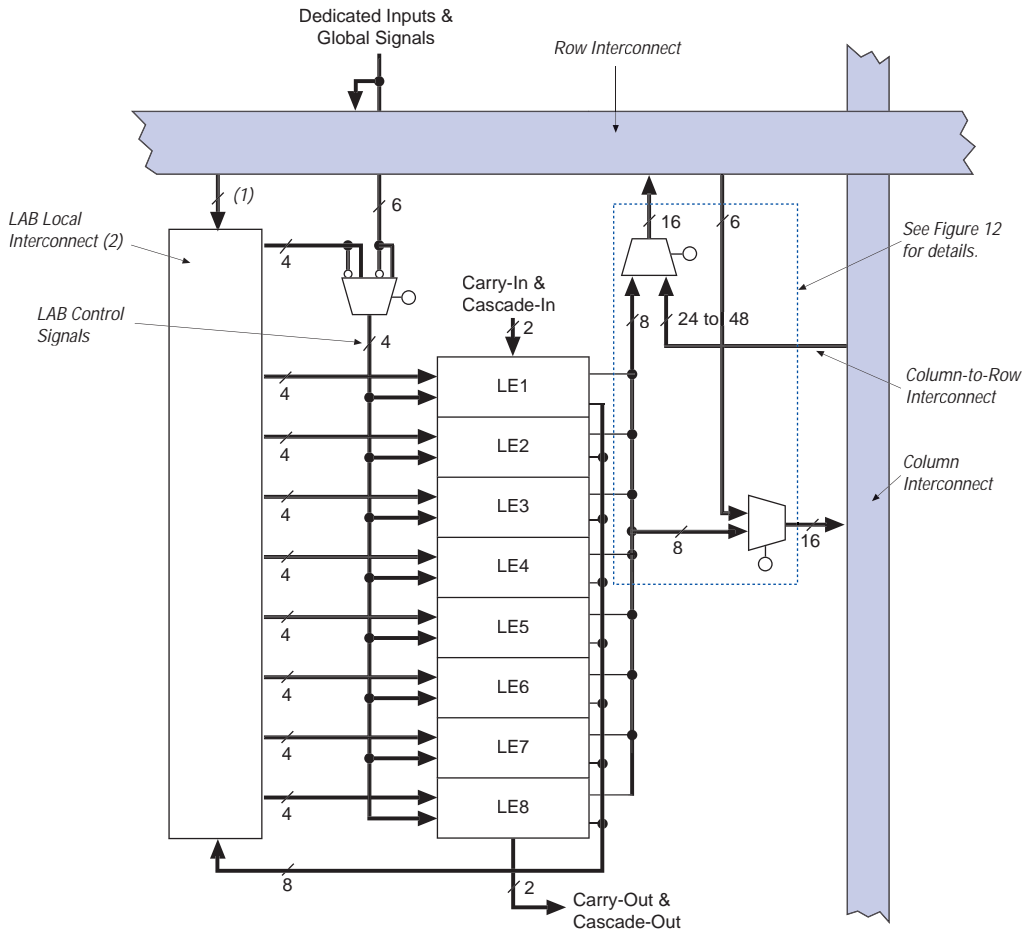 Dedicated Inputs &
Global Signals
Row Interconnect
(1)
6
16
6
LAB Local
Interconnect (2)
See Figure 12
for details.
4
Carry-In &
Cascade-In
8
24 to 48
LAB Control
Signals
4
2
Column-to-Row
Interconnect
4
LE1
4
LE2
Column
Interconnect
4
LE3
8
16
4
LE4
4
LE5
4
LE6
4
LE7
4
LE8
8
2
Carry-Out &
Cascade-Out